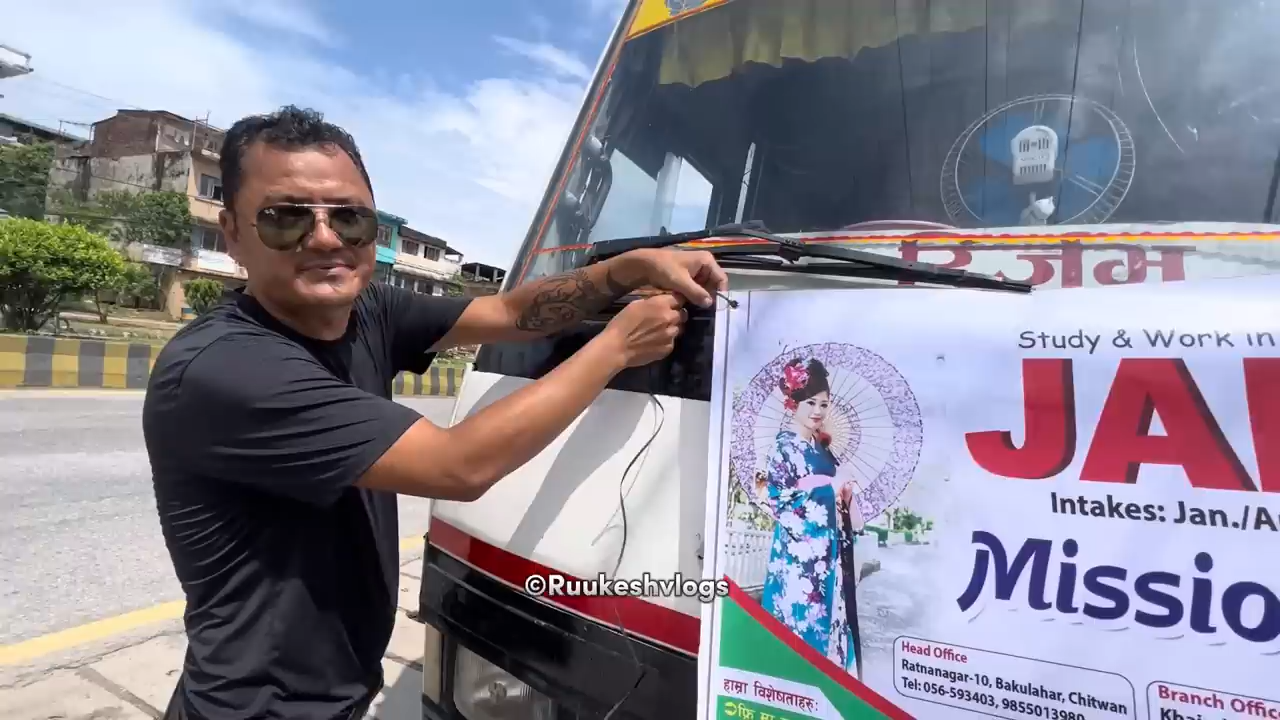 रिजम
Study & Work in
JA
Intakes: Jan./A
Missio
Head Office
Ratnanagar-10, Bakulahar, Chitwan
Tel: 056-593403, 9855013980
Branch Offic
हाम्रा विशेषताहरुः
©Ruukeshvlogs